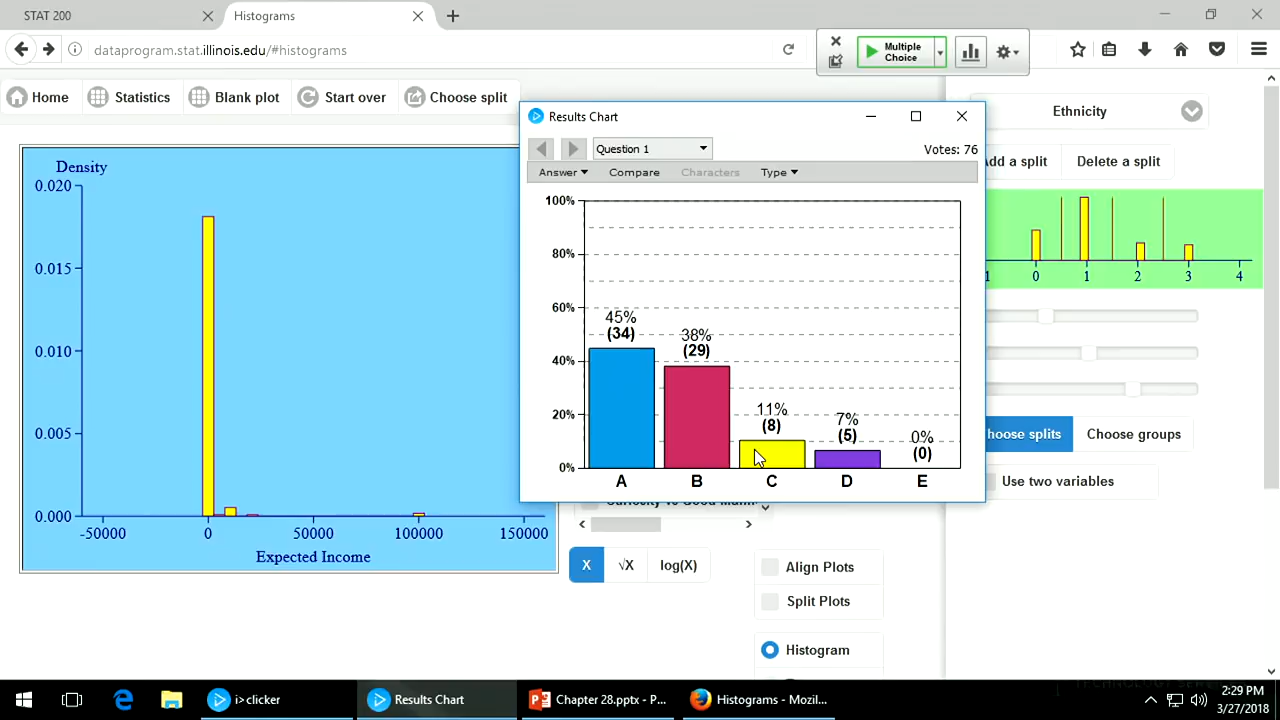 STAT 200
Histograms
dataprogram.stat.illinois.edu/#histograms
Multiple
Choice
Home
Statistics
Blank plot
Start over
Choose split
Results Chart
Question 1
Votes: 76
Answer
Compare
Characters
Type
100%
80%
60%
40%
20%
0%
45%
(34)
38%
(29)
11%
(8)
7%
(5)
0%
(0)
A B C D E
Density
0.020
0.015
0.010
0.005
0.000
-50000 0 50000 100000 150000
Expected Income
Ethnicity
Add a split
Delete a split
1 0 1 2 3 4
hoose splits
Choose groups
Use two variables
X
√X
log(X)
Align Plots
Split Plots
Histogram
i>clicker
Results Chart
Chapter 28.pptx - P...
Histograms - Mozil...
2:29 PM
3/27/2018